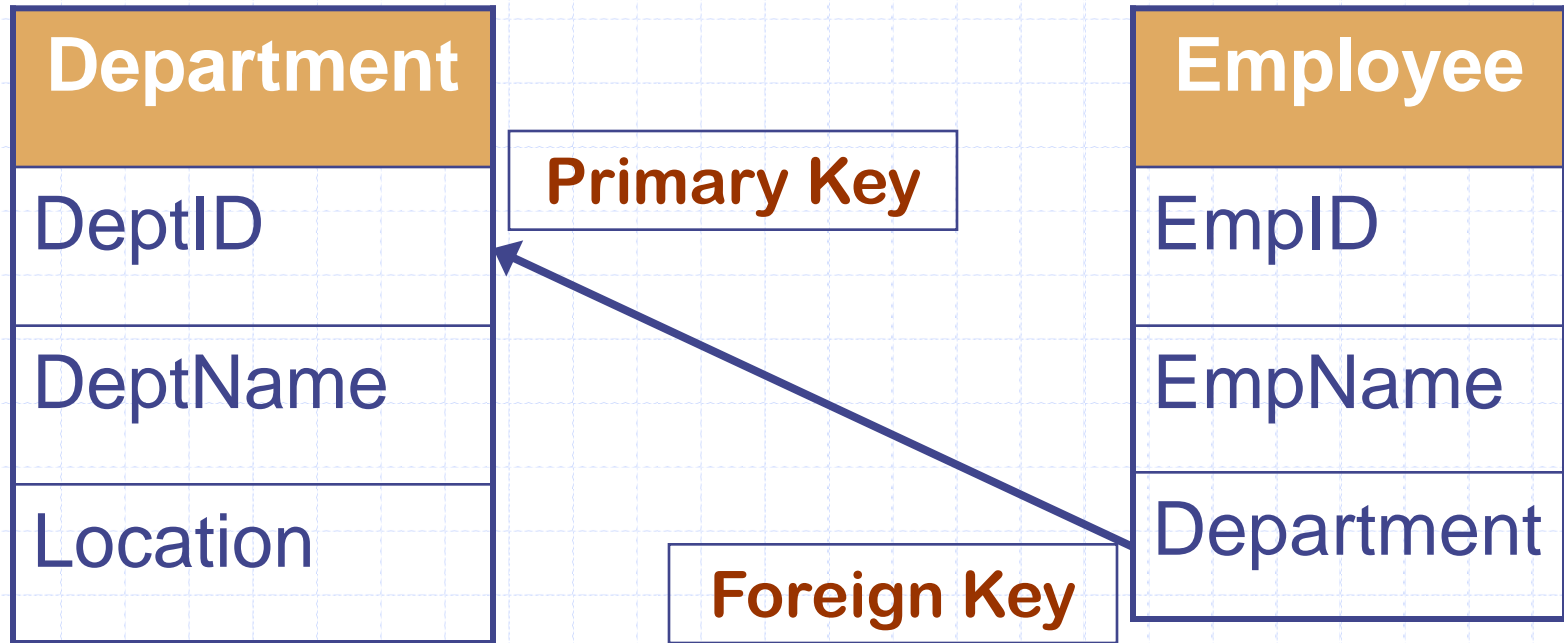 Department
DeptID
DeptName
Location
Primary Key
Foreign Key
Employee
EmpID
EmpName
Department